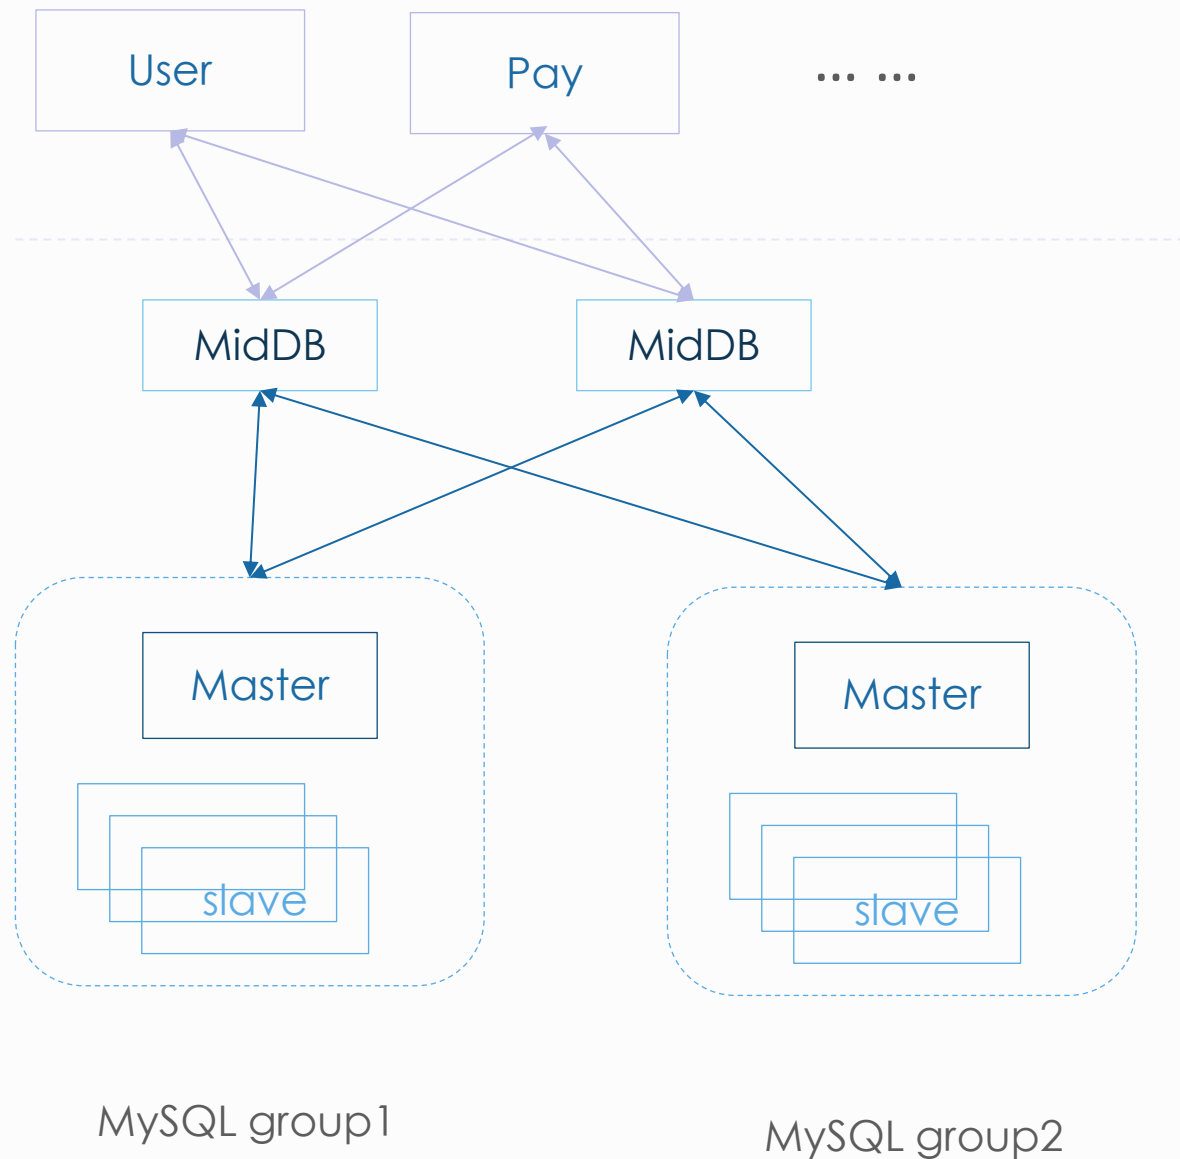 User
Pay
... ...
MidDB
MidDB
Master
Master
slave
slave
MySQL group1
MySQL group2